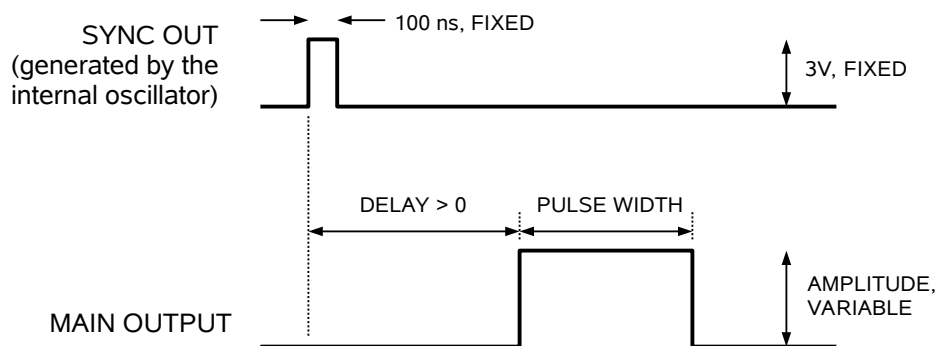 100 ns, FIXED
SYNC OUT
(generated by the
internal oscillator)
3V, FIXED
DELAY > 0
PULSE WIDTH
AMPLITUDE,
VARIABLE
MAIN OUTPUT